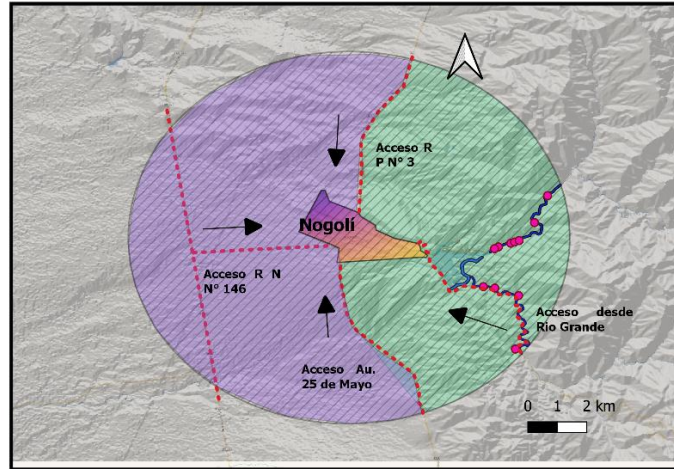 Acceso R
P N° 3
Nogolí
Acceso R N
N° 146
Acceso desde
Rio Grande
Acceso Au.
25 de Mayo
0 1 2 km